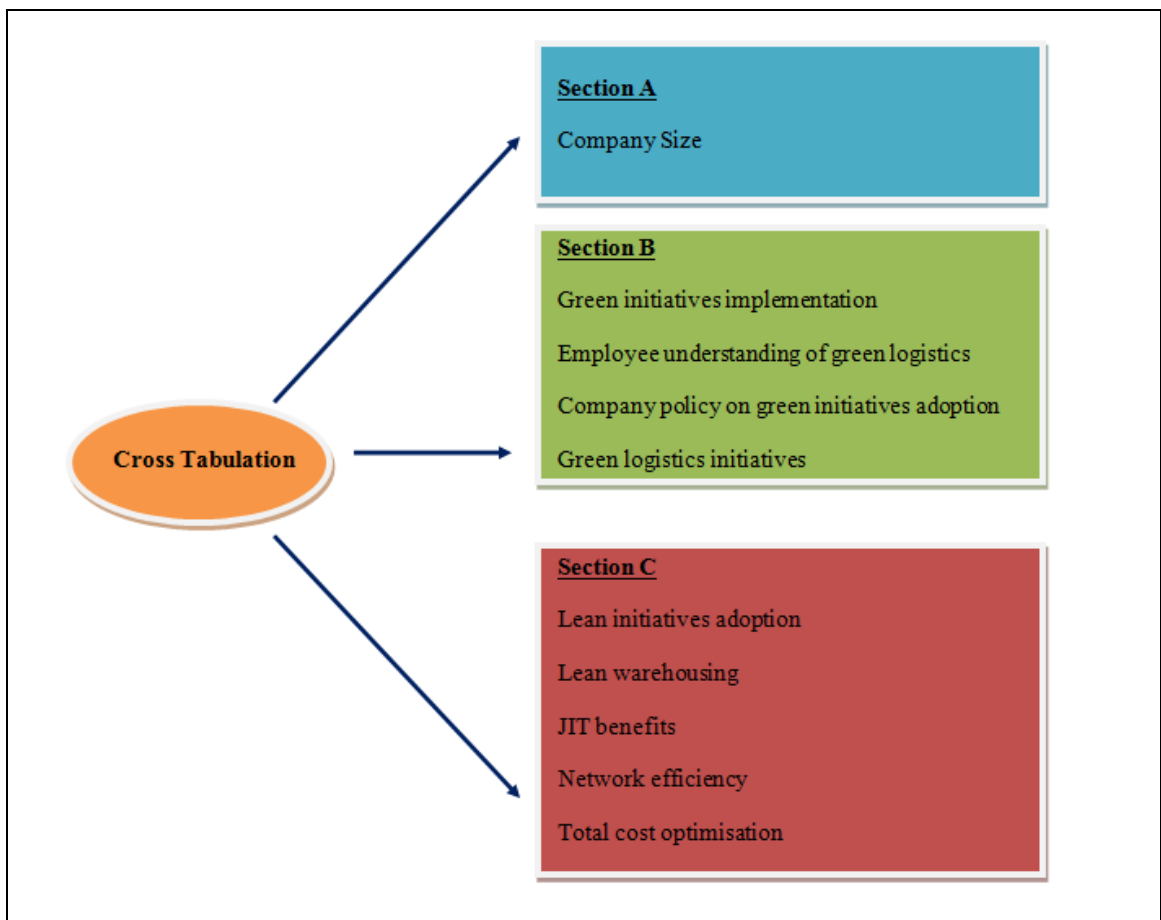 Section A
Company Size
Section B
Green initiatives implementation
Employee understanding of green logistics
Company policy on green initiatives adoption
Green logistics initiatives
Cross Tabulation
Section C
Lean initiatives adoption
Lean warehousing
JIT benefits
Network efficiency
Total cost optimisation